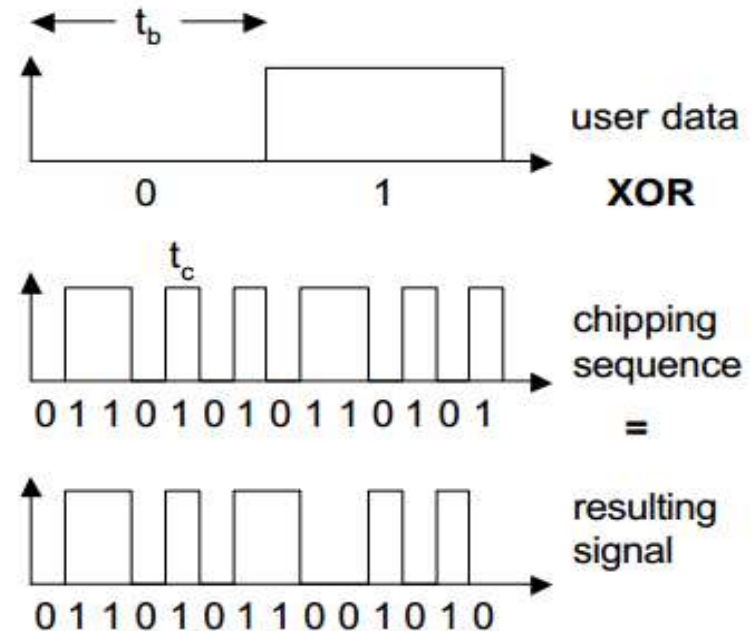 t_b
user data
0 1 XOR
t_c
chipping
sequence
0 1 1 0 1 0 1 0 1 1 0 1 0 1
=
resulting
signal
0 1 1 0 1 0 1 1 0 0 1 0 1 0